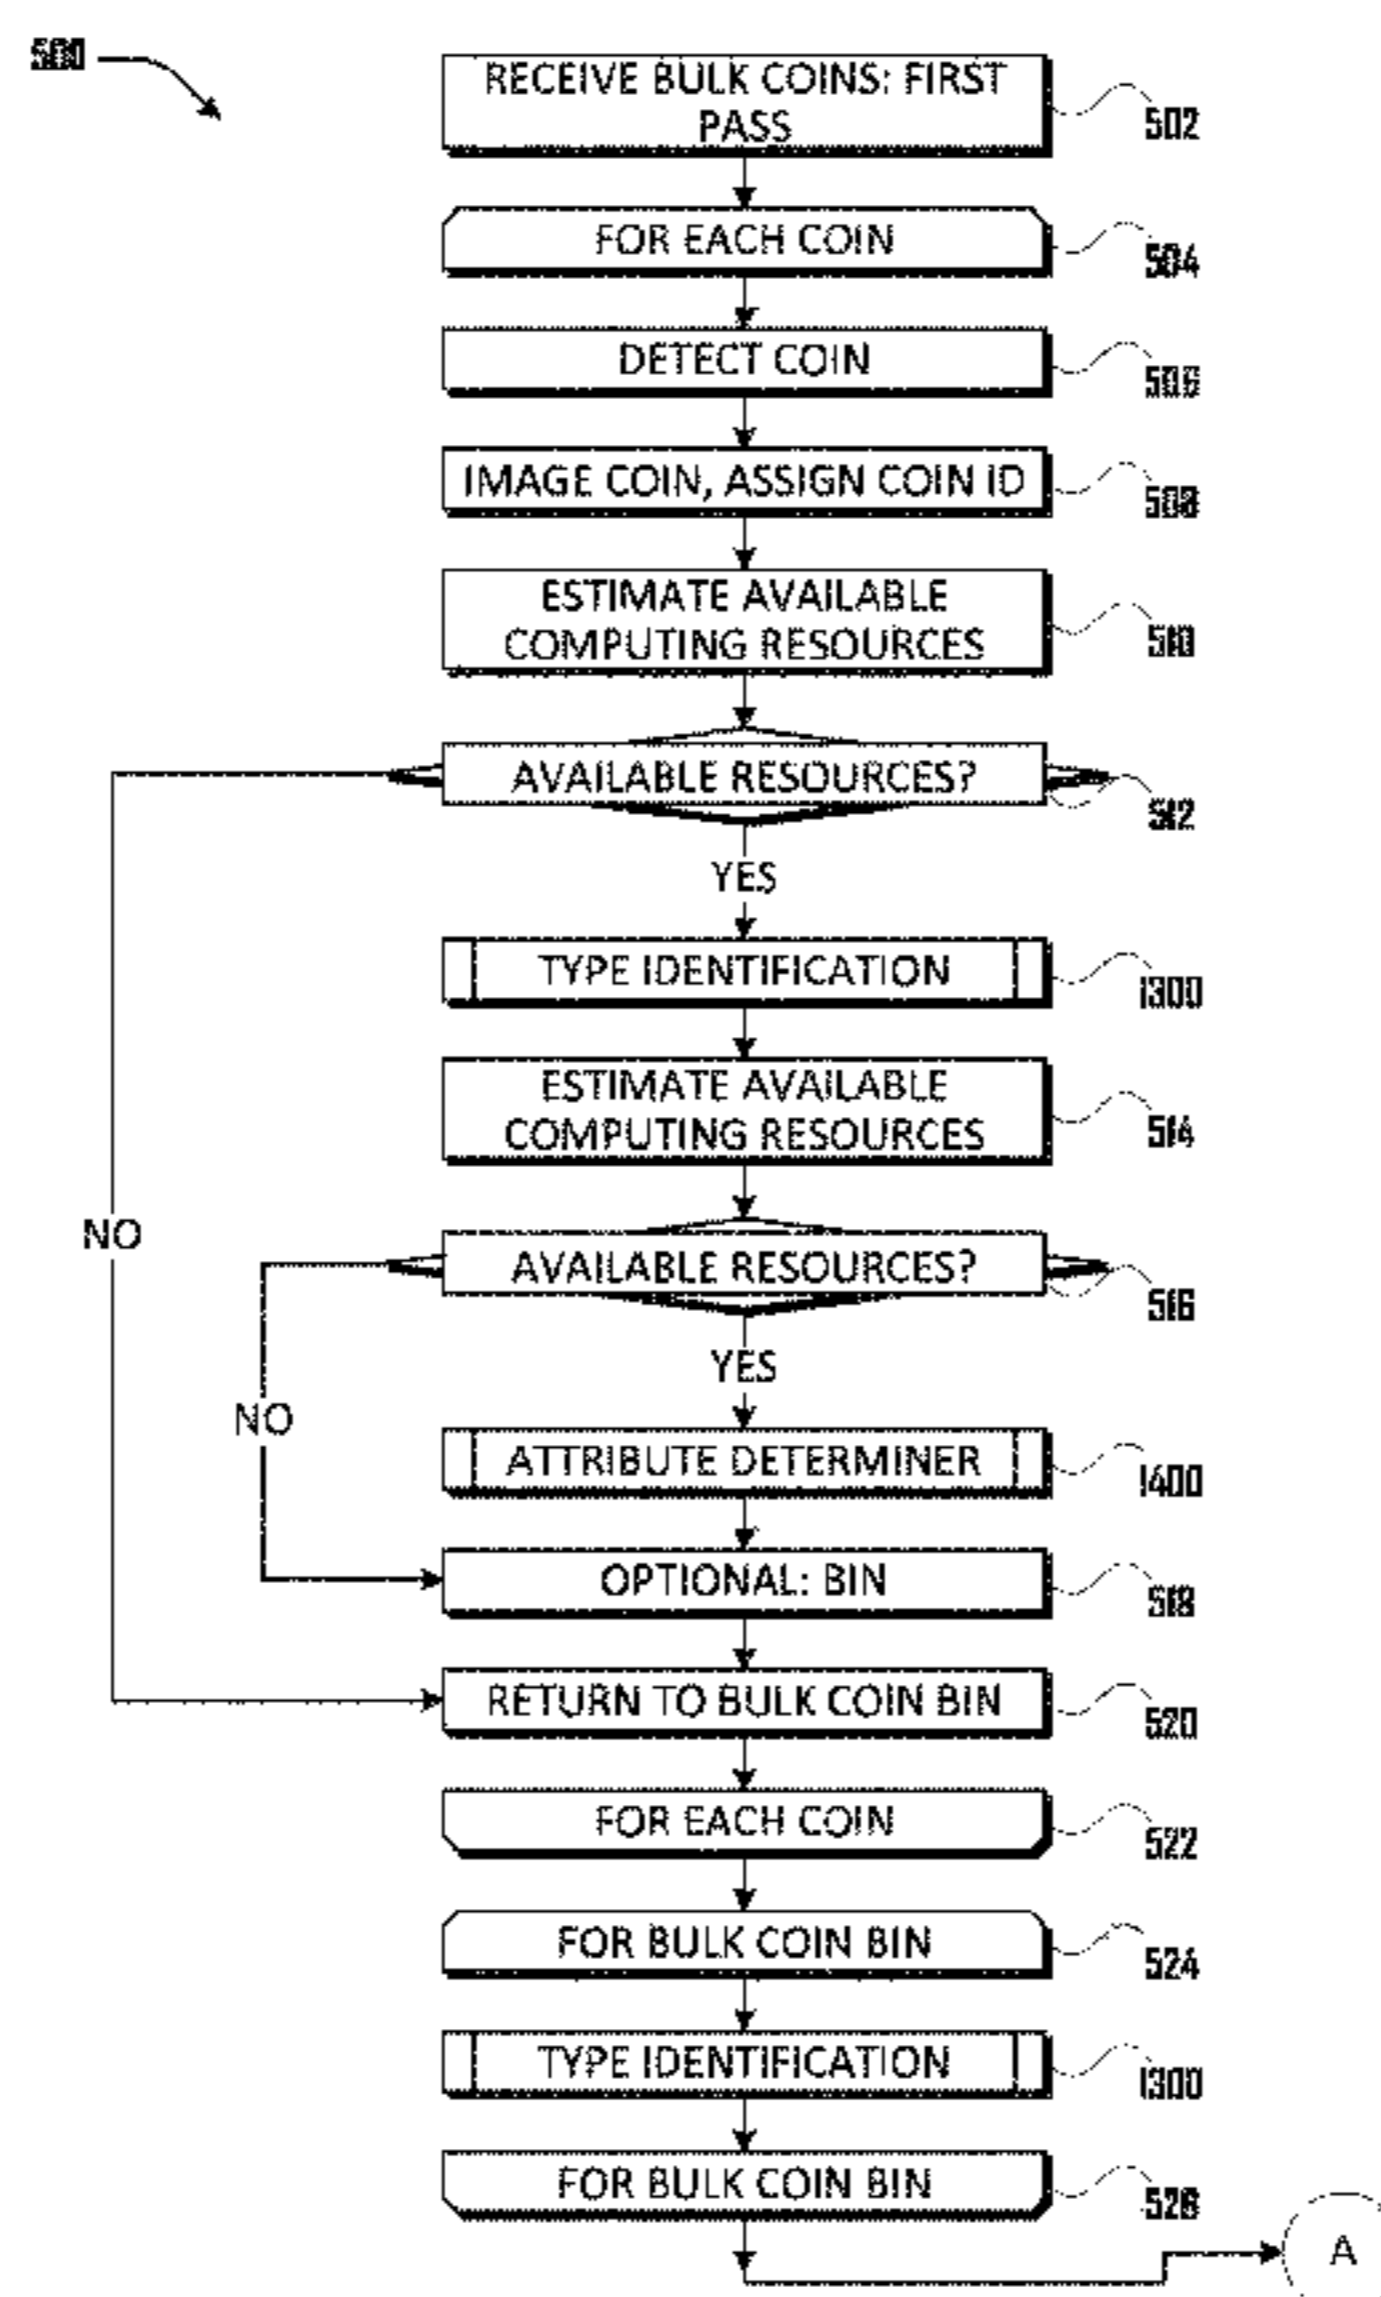 500
RECEIVE BULK COINS: FIRST
PASS
502
FOR EACH COIN
504
DETECT COIN
506
IMAGE COIN, ASSIGN COIN ID
508
ESTIMATE AVAILABLE
COMPUTING RESOURCES
510
AVAILABLE RESOURCES?
512
YES
TYPE IDENTIFICATION
1300
ESTIMATE AVAILABLE
COMPUTING RESOURCES
514
NO
AVAILABLE RESOURCES?
516
YES
NO
ATTRIBUTE DETERMINER
1400
OPTIONAL: BIN
518
RETURN TO BULK COIN BIN
520
FOR EACH COIN
522
FOR BULK COIN BIN
524
TYPE IDENTIFICATION
1300
FOR BULK COIN BIN
526
A